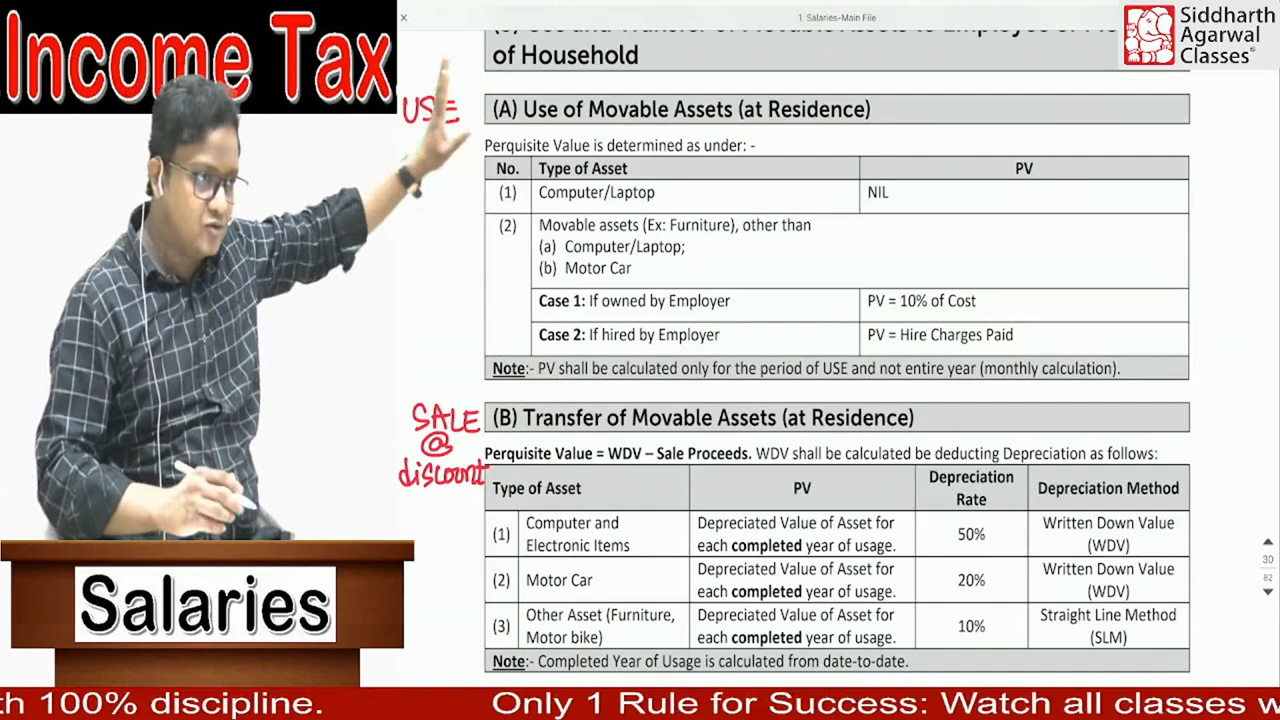 Income Tax
1. Salaries-Main File
Siddharth
Agarwal
Classes®
of Household
USE
(A) Use of Movable Assets (at Residence)
Perquisite Value is determined as under: -
No. Type of Asset PV
(1) Computer/Laptop NIL
(2) Movable assets (Ex: Furniture), other than
(a) Computer/Laptop;
(b) Motor Car
Case 1: If owned by Employer PV = 10% of Cost
Case 2: If hired by Employer PV = Hire Charges Paid
Note:- PV shall be calculated only for the period of USE and not entire year (monthly calculation).
SALE
@
discount
(B) Transfer of Movable Assets (at Residence)
Perquisite Value = WDV – Sale Proceeds. WDV shall be calculated be deducting Depreciation as follows:
Type of Asset PV Depreciation Rate Depreciation Method
(1) Computer and Electronic Items Depreciated Value of Asset for each completed year of usage. 50% Written Down Value (WDV)
(2) Motor Car Depreciated Value of Asset for each completed year of usage. 20% Written Down Value (WDV)
(3) Other Asset (Furniture, Motor bike) Depreciated Value of Asset for each completed year of usage. 10% Straight Line Method (SLM)
Note:- Completed Year of Usage is calculated from date-to-date.
30
82
Salaries
th 100% discipline. Only 1 Rule for Success: Watch all classes w